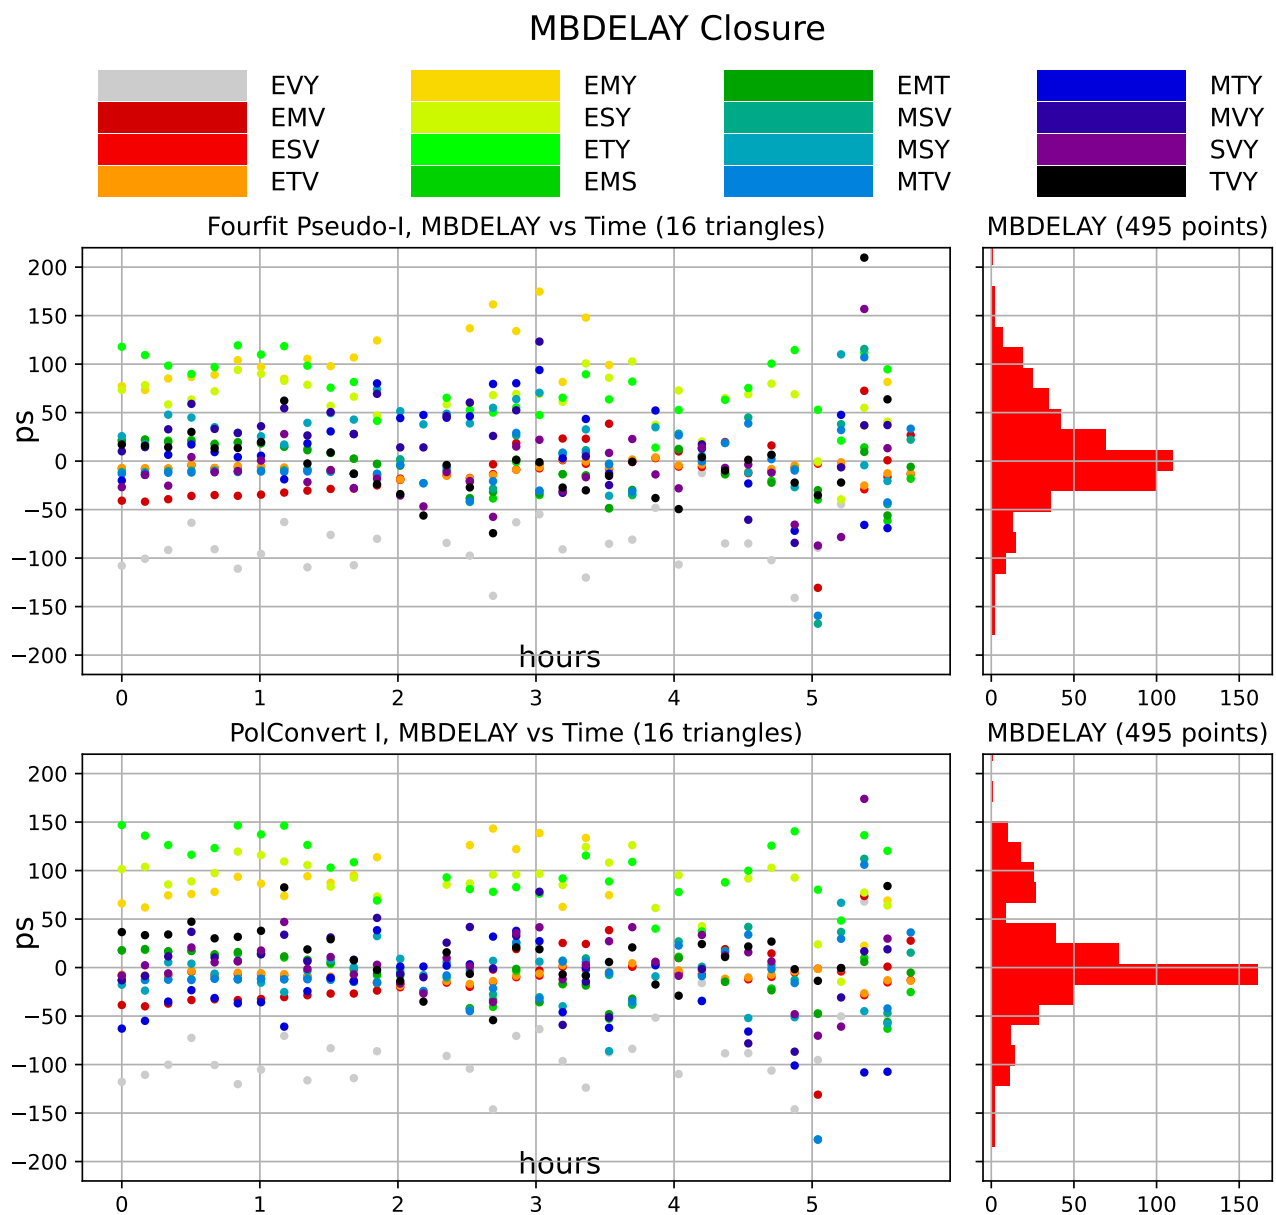 MBDELAY Closure
EVY EMY EMT MTY
EMV ESY MSV MVY
ESV ETY MSY SVY
ETV EMS MTV TVY
Fourfit Pseudo-I, MBDELAY vs Time (16 triangles) MBDELAY (495 points)
200
150
100
50
0
−50
−100
−150
−200
ps
hours
0 1 2 3 4 5 0 50 100 150
PolConvert I, MBDELAY vs Time (16 triangles) MBDELAY (495 points)
200
150
100
50
0
−50
−100
−150
−200
ps
hours
0 1 2 3 4 5 0 50 100 150